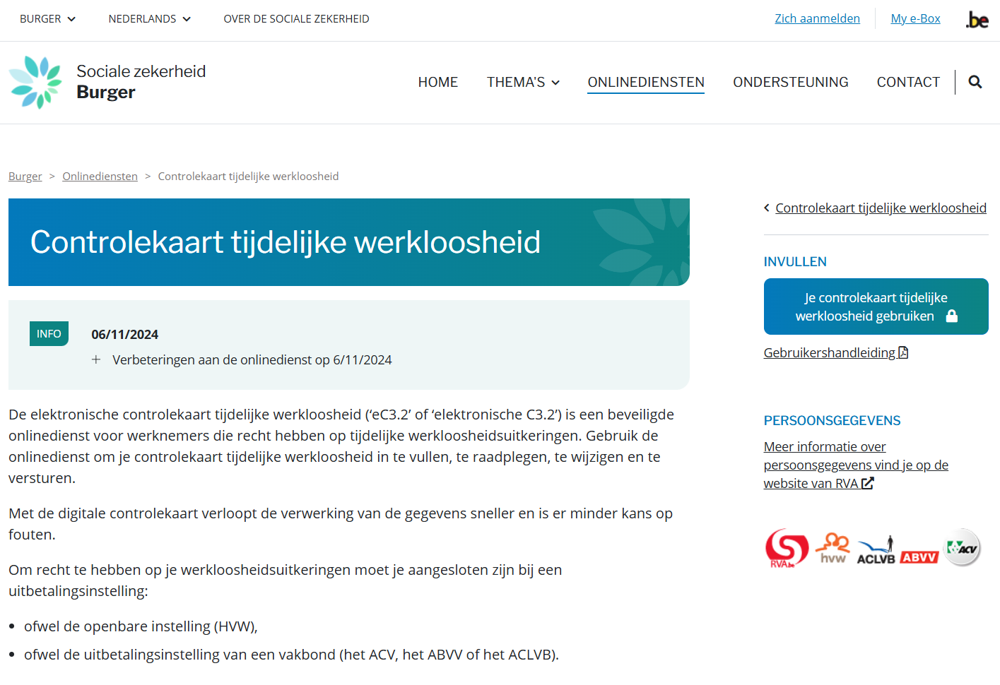 BURGER NEDERLANDS OVER DE SOCIALE ZEKERHEID Zich aanmelden My e-Box .be
Sociale zekerheid
Burger
HOME THEMA'S ONLINEDIENSTEN ONDERSTEUNING CONTACT
Burger > Onlinediensten > Controlekaart tijdelijke werkloosheid
Controlekaart tijdelijke werkloosheid
INFO 06/11/2024
+ Verbeteringen aan de onlinedienst op 6/11/2024
De elektronische controlekaart tijdelijke werkloosheid (‘eC3.2’ of ‘elektronische C3.2’) is een beveiligde
onlinedienst voor werknemers die recht hebben op tijdelijke werkloosheidsuitkeringen. Gebruik de
onlinedienst om je controlekaart tijdelijke werkloosheid in te vullen, te raadplegen, te wijzigen en te
versturen.
Met de digitale controlekaart verloopt de verwerking van de gegevens sneller en is er minder kans op
fouten.
Om recht te hebben op je werkloosheidsuitkeringen moet je aangesloten zijn bij een
uitbetalingsinstelling:
• ofwel de openbare instelling (HVW),
• ofwel de uitbetalingsinstelling van een vakbond (het ACV, het ABVV of het ACLVB).
Controlekaart tijdelijke werkloosheid
INVULLEN
Je controlekaart tijdelijke
werkloosheid gebruiken
Gebruikershandleiding
PERSOONSGEGEVENS
Meer informatie over
persoonsgegevens vind je op de
website van RVA
RVA.be hvw ACLVB ABVV ACV